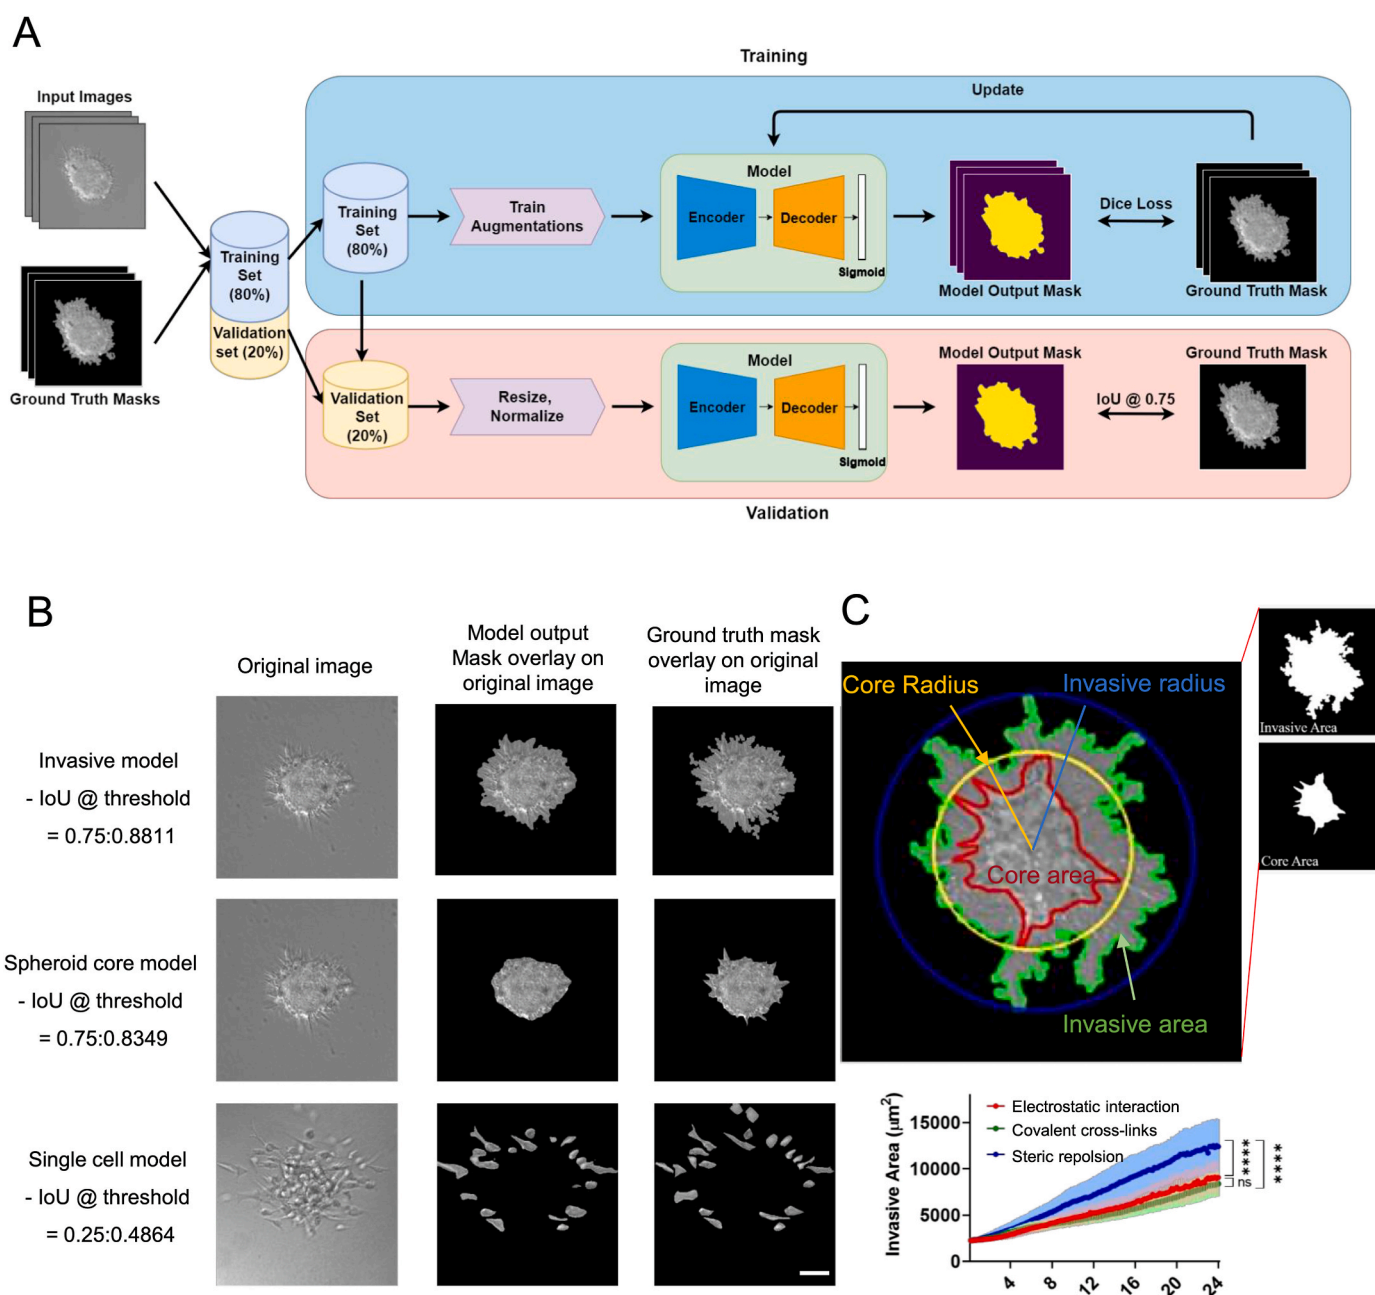 A
Training
Input Images
Update
Training
Set
(80%)
Train
Augmentations
Model
Encoder
Decoder
Sigmoid
Dice Loss
Model Output Mask
Ground Truth Mask
Training
Set
(80%)
Validation
set (20%)
Ground Truth Masks
Validation
Set
(20%)
Resize,
Normalize
Model
Encoder
Decoder
Sigmoid
Model Output Mask
Ground Truth Mask
IoU @ 0.75
Validation
B
Original image
Model output
Mask overlay on
original image
Ground truth mask
overlay on original
image
Invasive model
- IoU @ threshold
= 0.75:0.8811
Spheroid core model
- IoU @ threshold
= 0.75:0.8349
Single cell model
- IoU @ threshold
= 0.25:0.4864
C
Core Radius
Invasive radius
Core area
Invasive area
Invasive Area
Core Area
Invasive Area (μm²)
15000
10000
5000
0
4
8
12
16
20
24
Electrostatic interaction
Covalent cross-links
Steric repolsion
****
ns
****